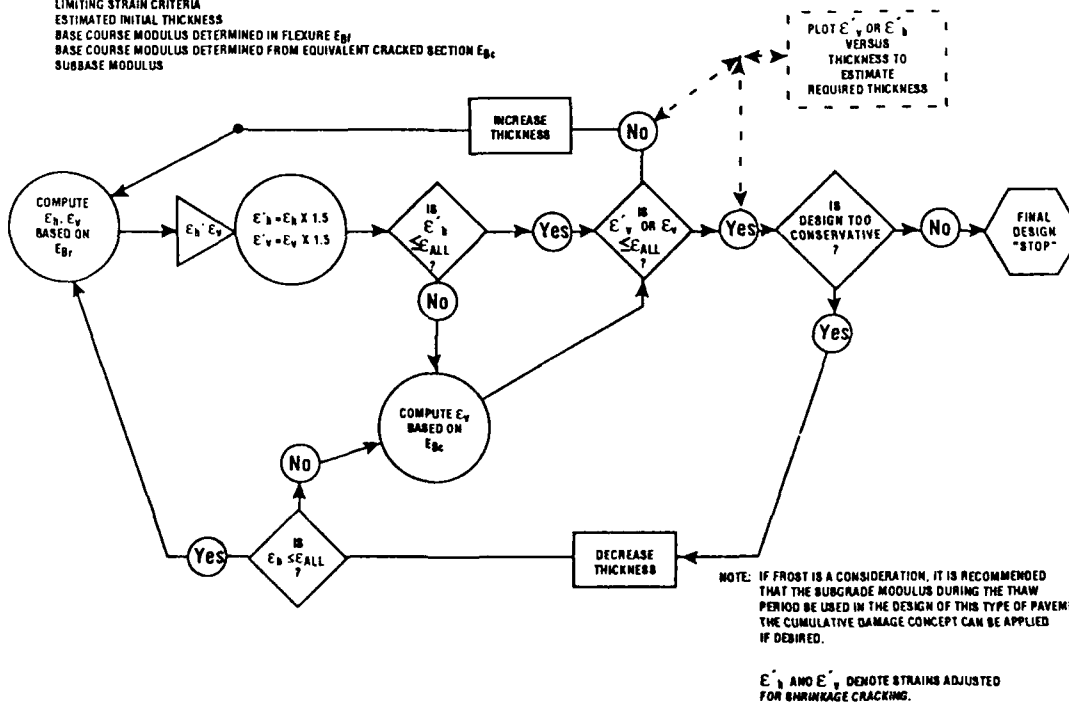 LIMITING STRAIN CRITERIA
ESTIMATED INITIAL THICKNESS
BASE COURSE MODULUS DETERMINED IN FLEXURE E_Bf
BASE COURSE MODULUS DETERMINED FROM EQUIVALENT CRACKED SECTION E_Bc
SUBBASE MODULUS
PLOT ε´v OR ε´h
VERSUS
THICKNESS TO
ESTIMATE
REQUIRED THICKNESS
INCREASE
THICKNESS
No
COMPUTE
εh, εv
BASED ON
E_Bf
εh, εv
ε´h = εh X 1.5
ε´v = εv X 1.5
IS
ε´h
≤εALL
?
Yes
IS
ε´v OR εv
≤εALL
?
Yes
IS
DESIGN TOO
CONSERVATIVE
?
No
FINAL
DESIGN
"STOP"
No
Yes
COMPUTE εv
BASED ON
E_Bc
No
Yes
IS
εh ≤εALL
?
DECREASE
THICKNESS
NOTE: IF FROST IS A CONSIDERATION, IT IS RECOMMENDED
THAT THE SUBGRADE MODULUS DURING THE THAW
PERIOD BE USED IN THE DESIGN OF THIS TYPE OF PAVEM
THE CUMULATIVE DAMAGE CONCEPT CAN BE APPLIED
IF DESIRED.
ε´h AND ε´v DENOTE STRAINS ADJUSTED
FOR SHRINKAGE CRACKING.